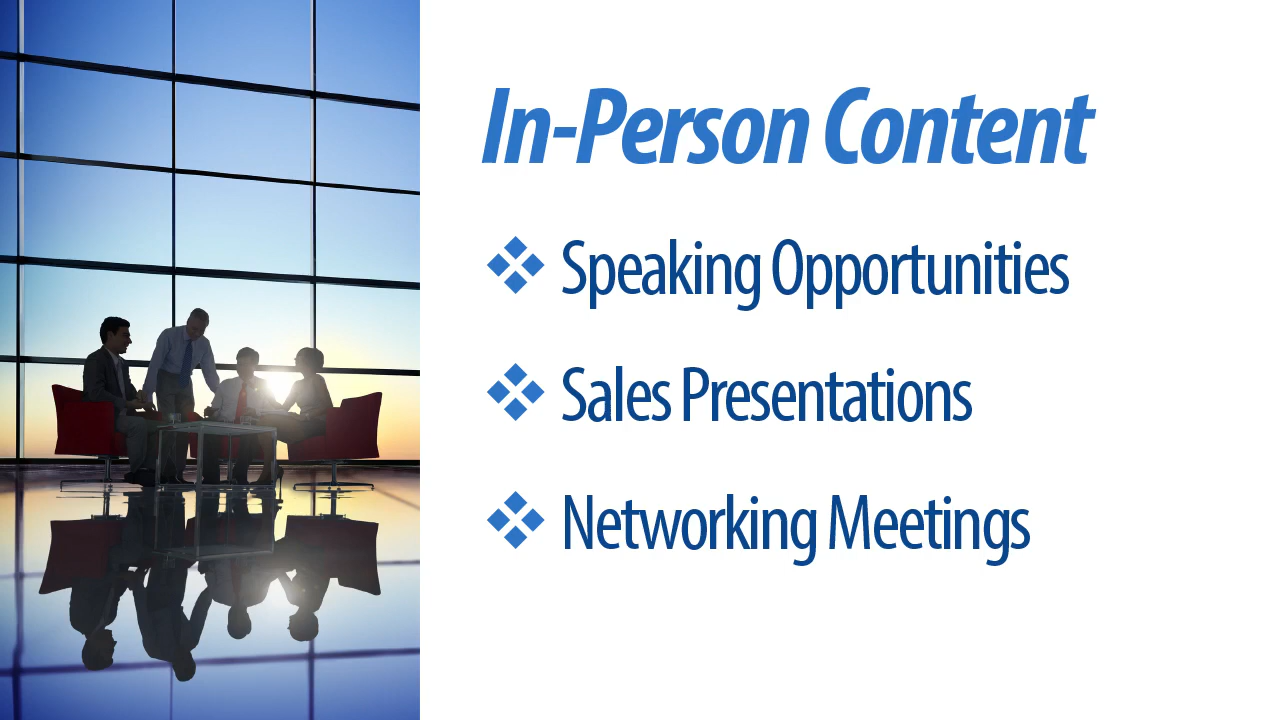 In-Person Content
Speaking Opportunities
Sales Presentations
Networking Meetings